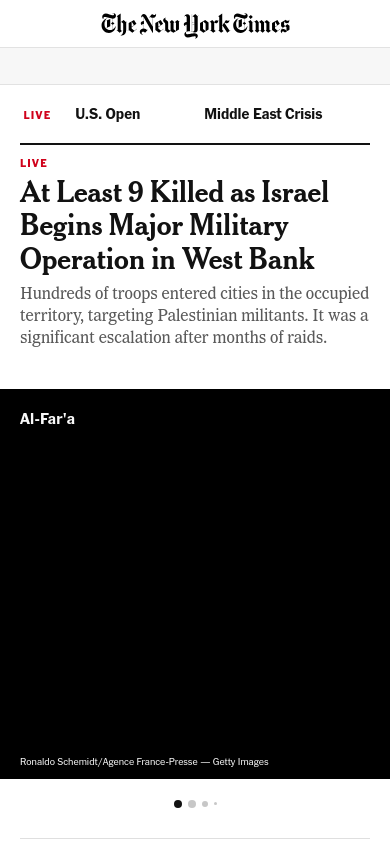 The New York Times
LIVE U.S. Open Middle East Crisis
LIVE
At Least 9 Killed as Israel
Begins Major Military
Operation in West Bank
Hundreds of troops entered cities in the occupied
territory, targeting Palestinian militants. It was a
significant escalation after months of raids.
Al-Far'a
Ronaldo Schemidt/Agence France-Presse — Getty Images